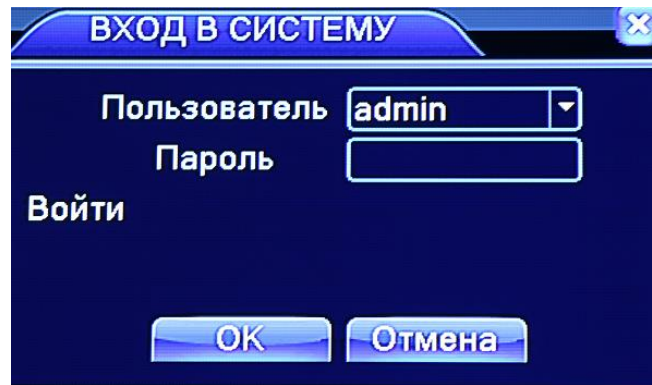 ВХОД В СИСТЕМУ
Пользователь admin
Пароль
Войти
OK Отмена